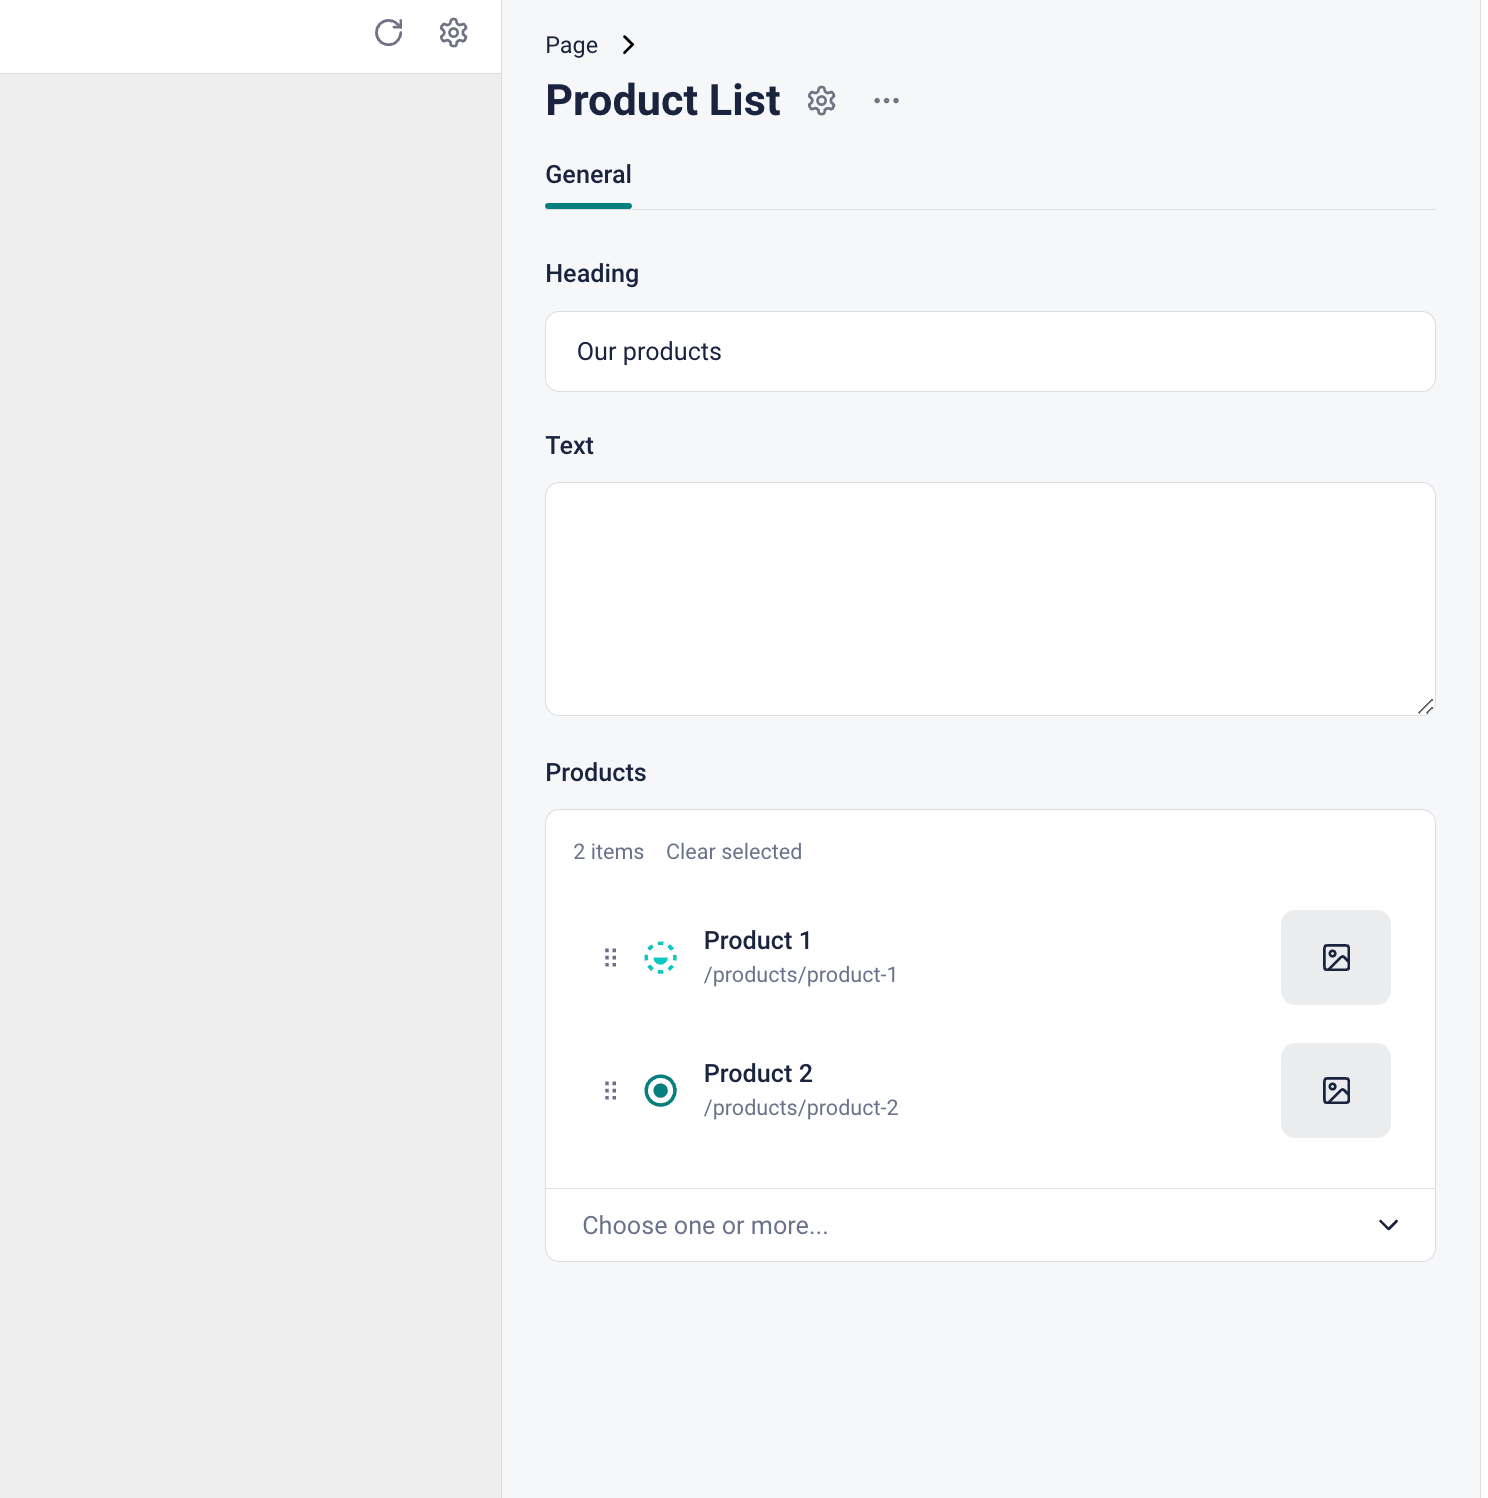 Page
Product List
General
Heading
Our products
Text
Products
2 items Clear selected
Product 1
/products/product-1
Product 2
/products/product-2
Choose one or more...